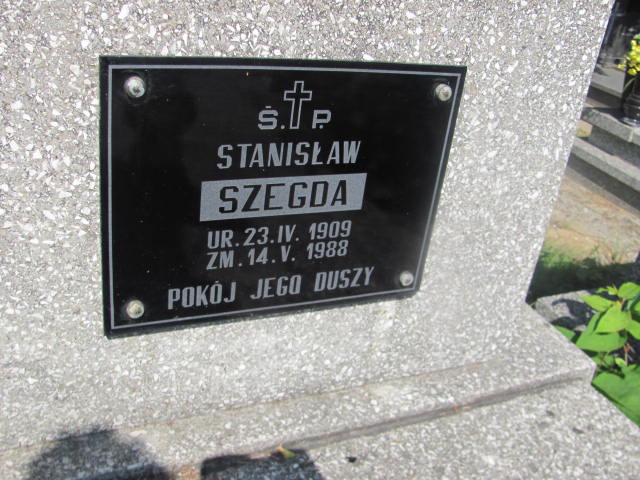 Ś. P.
STANISŁAW
SZEGDA
UR. 23. IV. 1909
ZM. 14. V. 1988
POKÓJ JEGO DUSZY